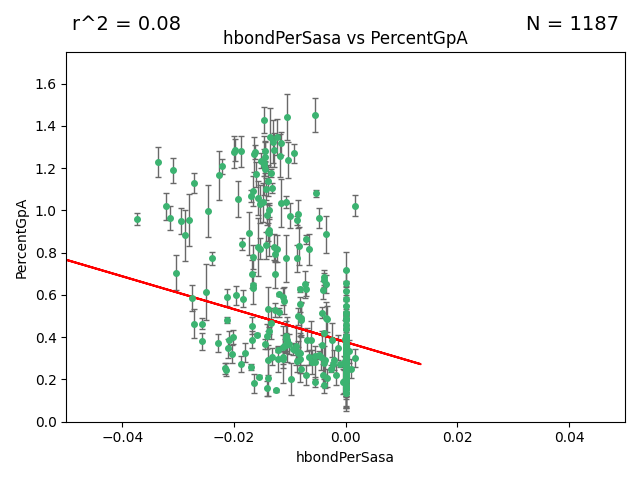 r^2 = 0.08
N = 1187
hbondPerSasa vs PercentGpA
1.6
1.4
1.2
1.0
0.8
0.6
0.4
0.2
0.0
PercentGpA
−0.04
−0.02
0.00
0.02
0.04
hbondPerSasa